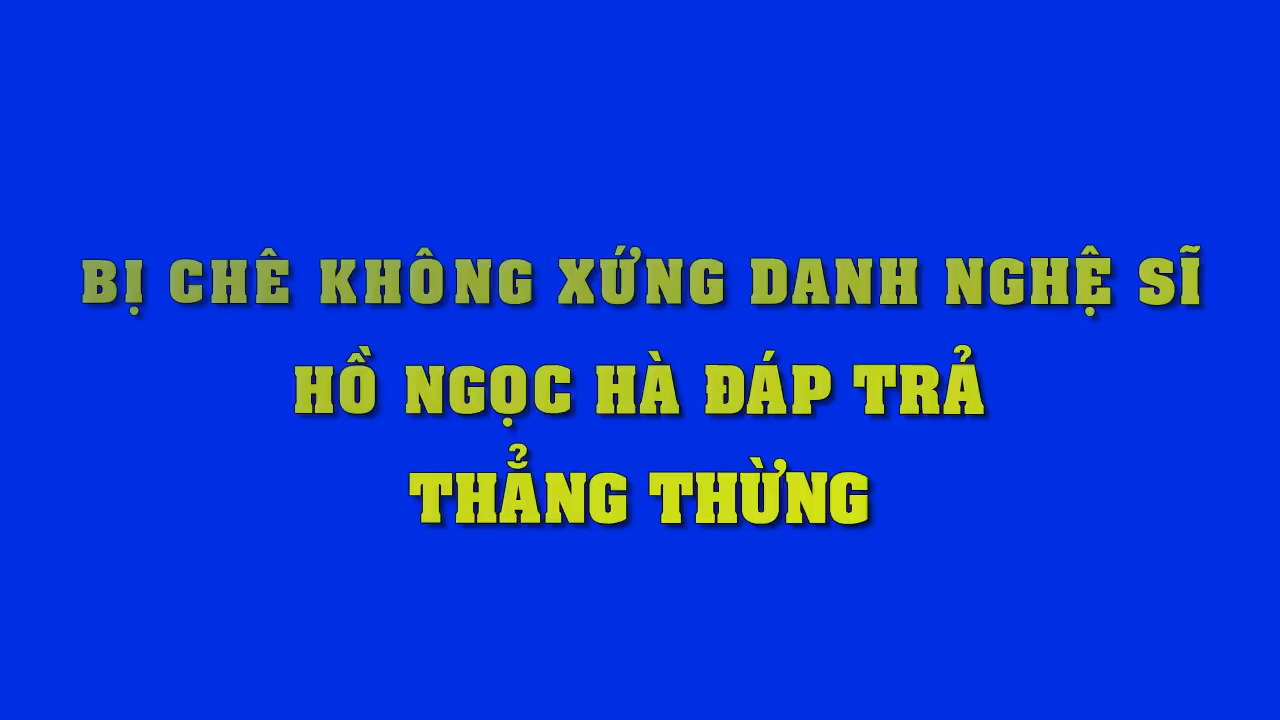 BỊ CHÊ KHÔNG XỨNG DANH NGHỆ SĨ
HỒ NGỌC HÀ ĐÁP TRẢ
THẲNG THỪNG